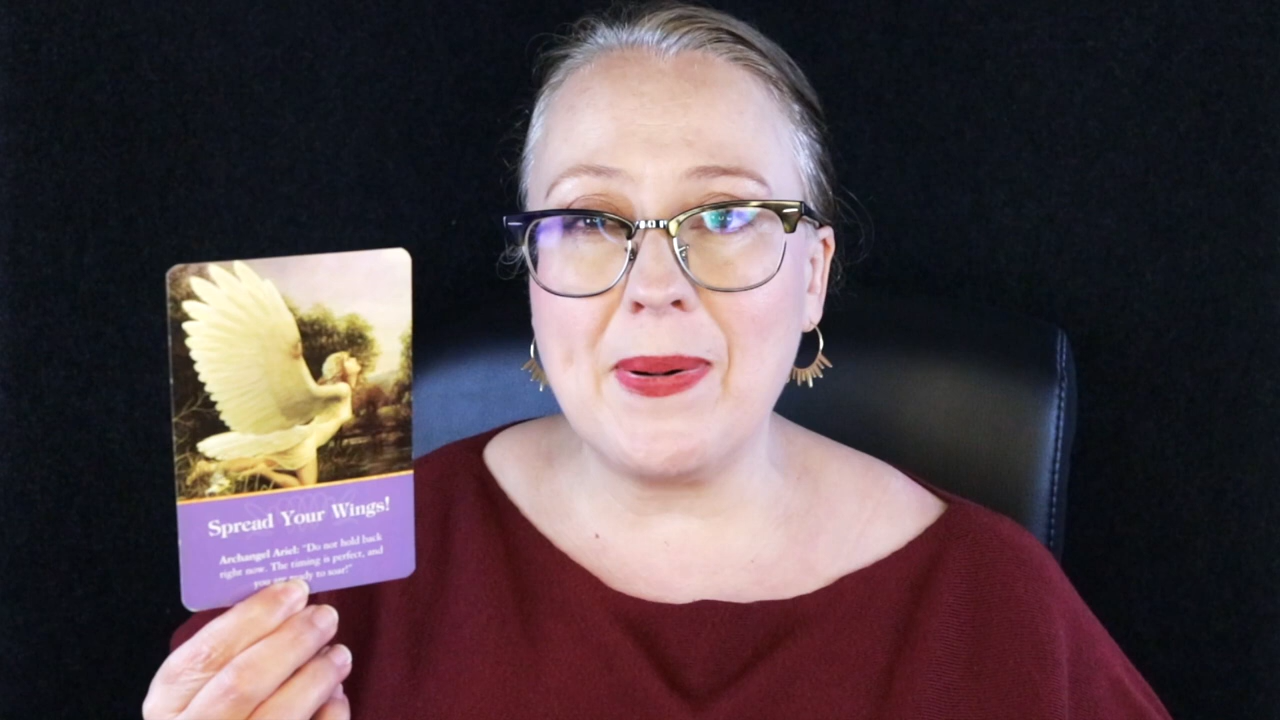 Spread Your Wings!
Archangel Ariel: "Do not hold back
right now. The timing is perfect, and
you are ready to soar!"